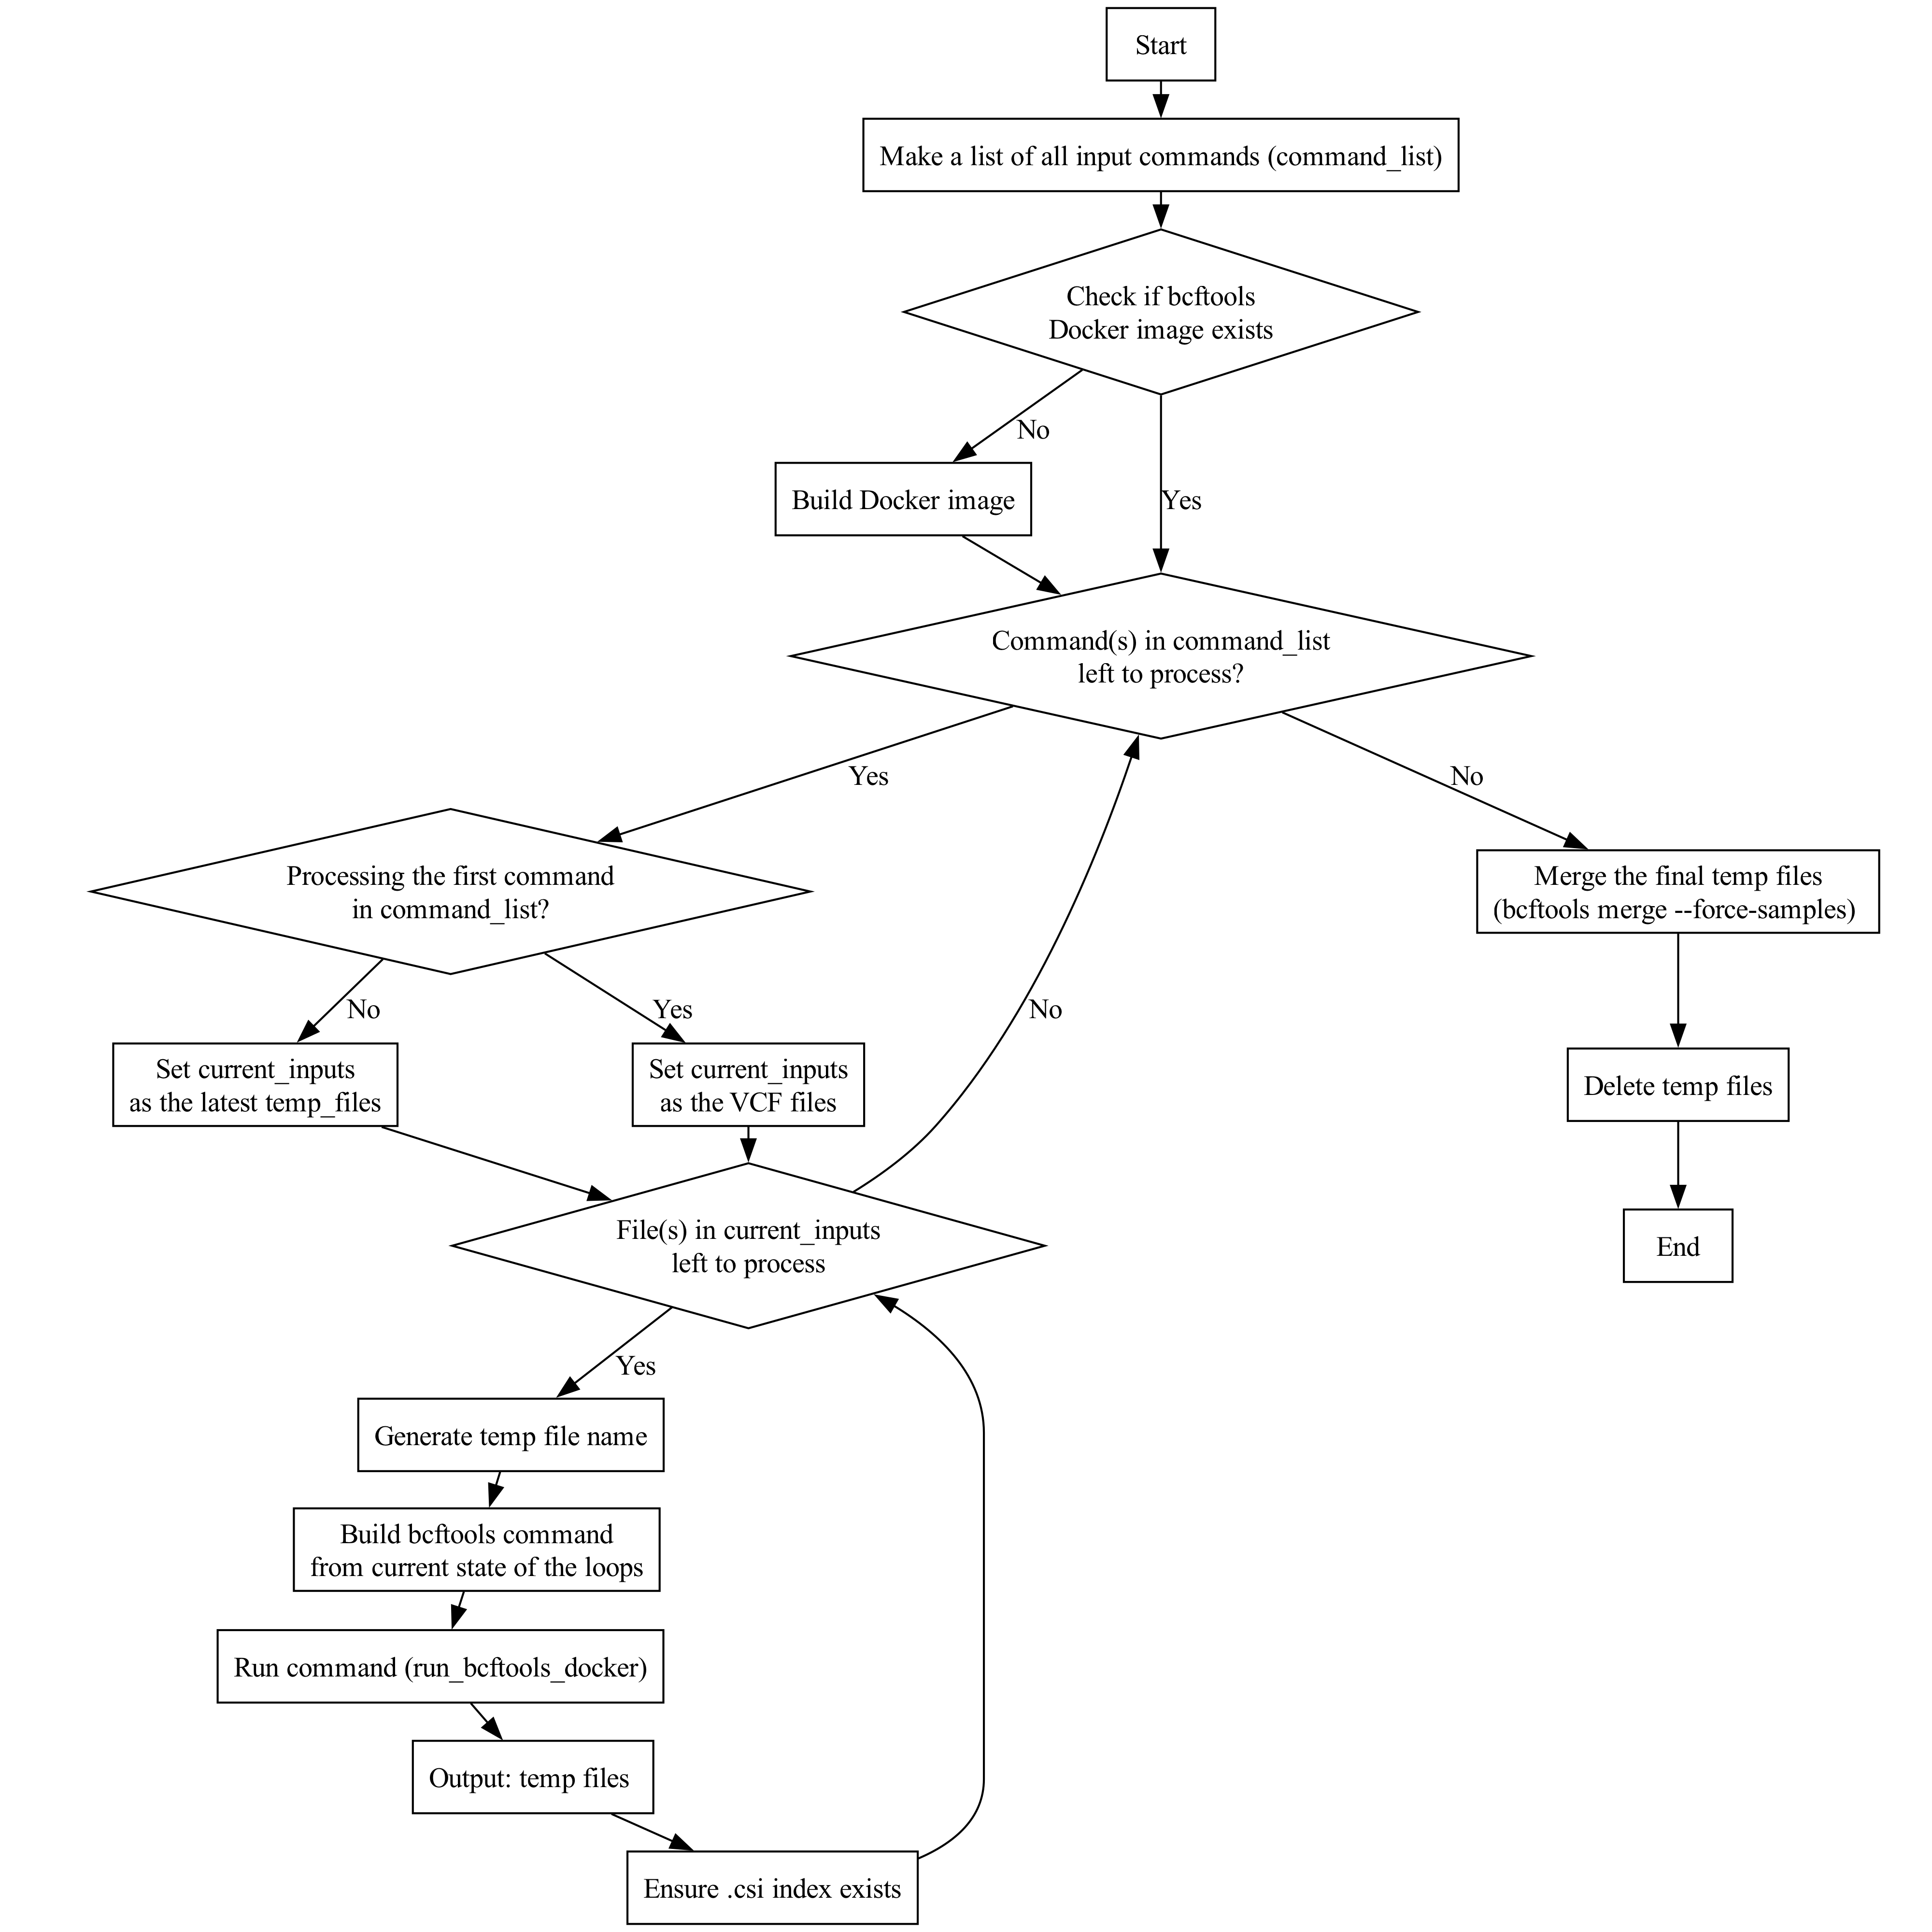 Start
Make a list of all input commands (command_list)
Check if bcftools
Docker image exists
No
Build Docker image
Yes
Command(s) in command_list
left to process?
Yes
No
Processing the first command
in command_list?
Merge the final temp files
(bcftools merge --force-samples)
No
Yes
No
Set current_inputs
as the latest temp_files
Set current_inputs
as the VCF files
Delete temp files
File(s) in current_inputs
left to process
End
Yes
Generate temp file name
Build bcftools command
from current state of the loops
Run command (run_bcftools_docker)
Output: temp files
Ensure .csi index exists